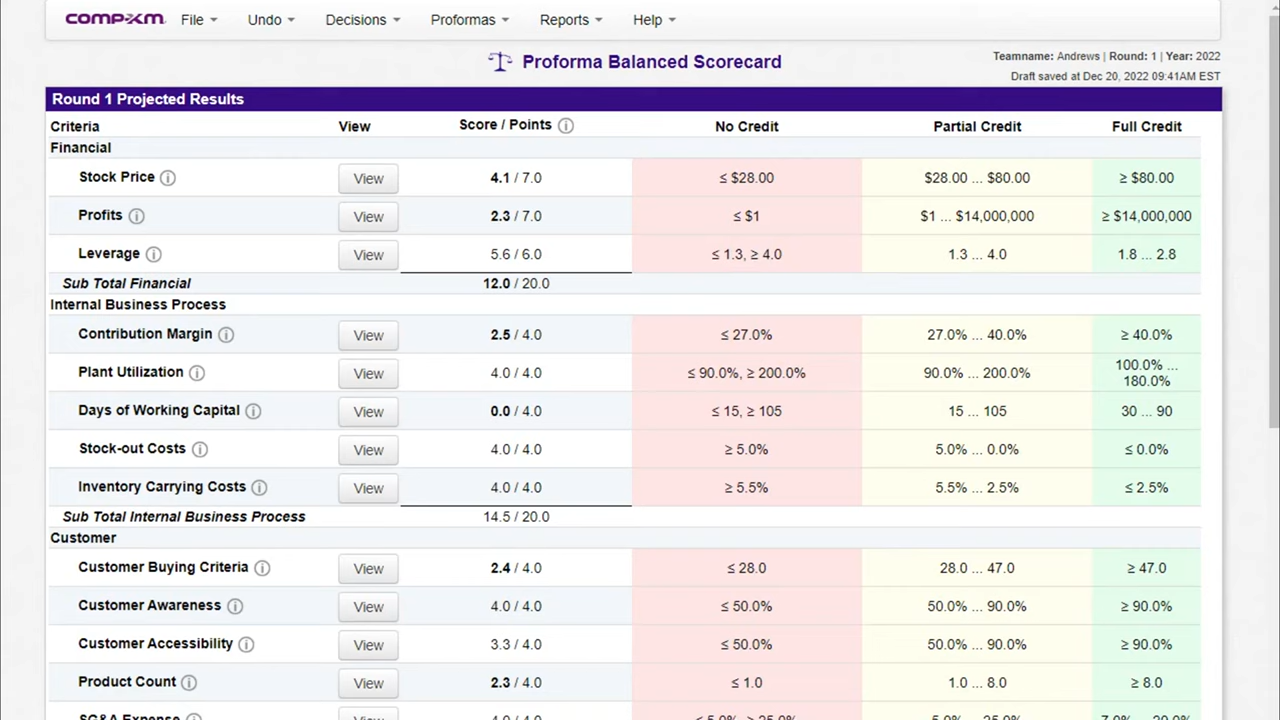 COMP-XM File Undo Decisions Proformas Reports Help
Proforma Balanced Scorecard
Teamname: Andrews | Round: 1 | Year: 2022
Draft saved at Dec 20, 2022 09:41AM EST
Round 1 Projected Results
Criteria View Score / Points No Credit Partial Credit Full Credit
Financial
Stock Price View 4.1 / 7.0 ≤ $28.00 $28.00 ... $80.00 ≥ $80.00
Profits View 2.3 / 7.0 ≤ $1 $1 ... $14,000,000 ≥ $14,000,000
Leverage View 5.6 / 6.0 ≤ 1.3, ≥ 4.0 1.3 ... 4.0 1.8 ... 2.8
Sub Total Financial 12.0 / 20.0
Internal Business Process
Contribution Margin View 2.5 / 4.0 ≤ 27.0% 27.0% ... 40.0% ≥ 40.0%
Plant Utilization View 4.0 / 4.0 ≤ 90.0%, ≥ 200.0% 90.0% ... 200.0% 100.0% ...
180.0%
Days of Working Capital View 0.0 / 4.0 ≤ 15, ≥ 105 15 ... 105 30 ... 90
Stock-out Costs View 4.0 / 4.0 ≥ 5.0% 5.0% ... 0.0% ≤ 0.0%
Inventory Carrying Costs View 4.0 / 4.0 ≥ 5.5% 5.5% ... 2.5% ≤ 2.5%
Sub Total Internal Business Process 14.5 / 20.0
Customer
Customer Buying Criteria View 2.4 / 4.0 ≤ 28.0 28.0 ... 47.0 ≥ 47.0
Customer Awareness View 4.0 / 4.0 ≤ 50.0% 50.0% ... 90.0% ≥ 90.0%
Customer Accessibility View 3.3 / 4.0 ≤ 50.0% 50.0% ... 90.0% ≥ 90.0%
Product Count View 2.3 / 4.0 ≤ 1.0 1.0 ... 8.0 ≥ 8.0
SG&A Expense